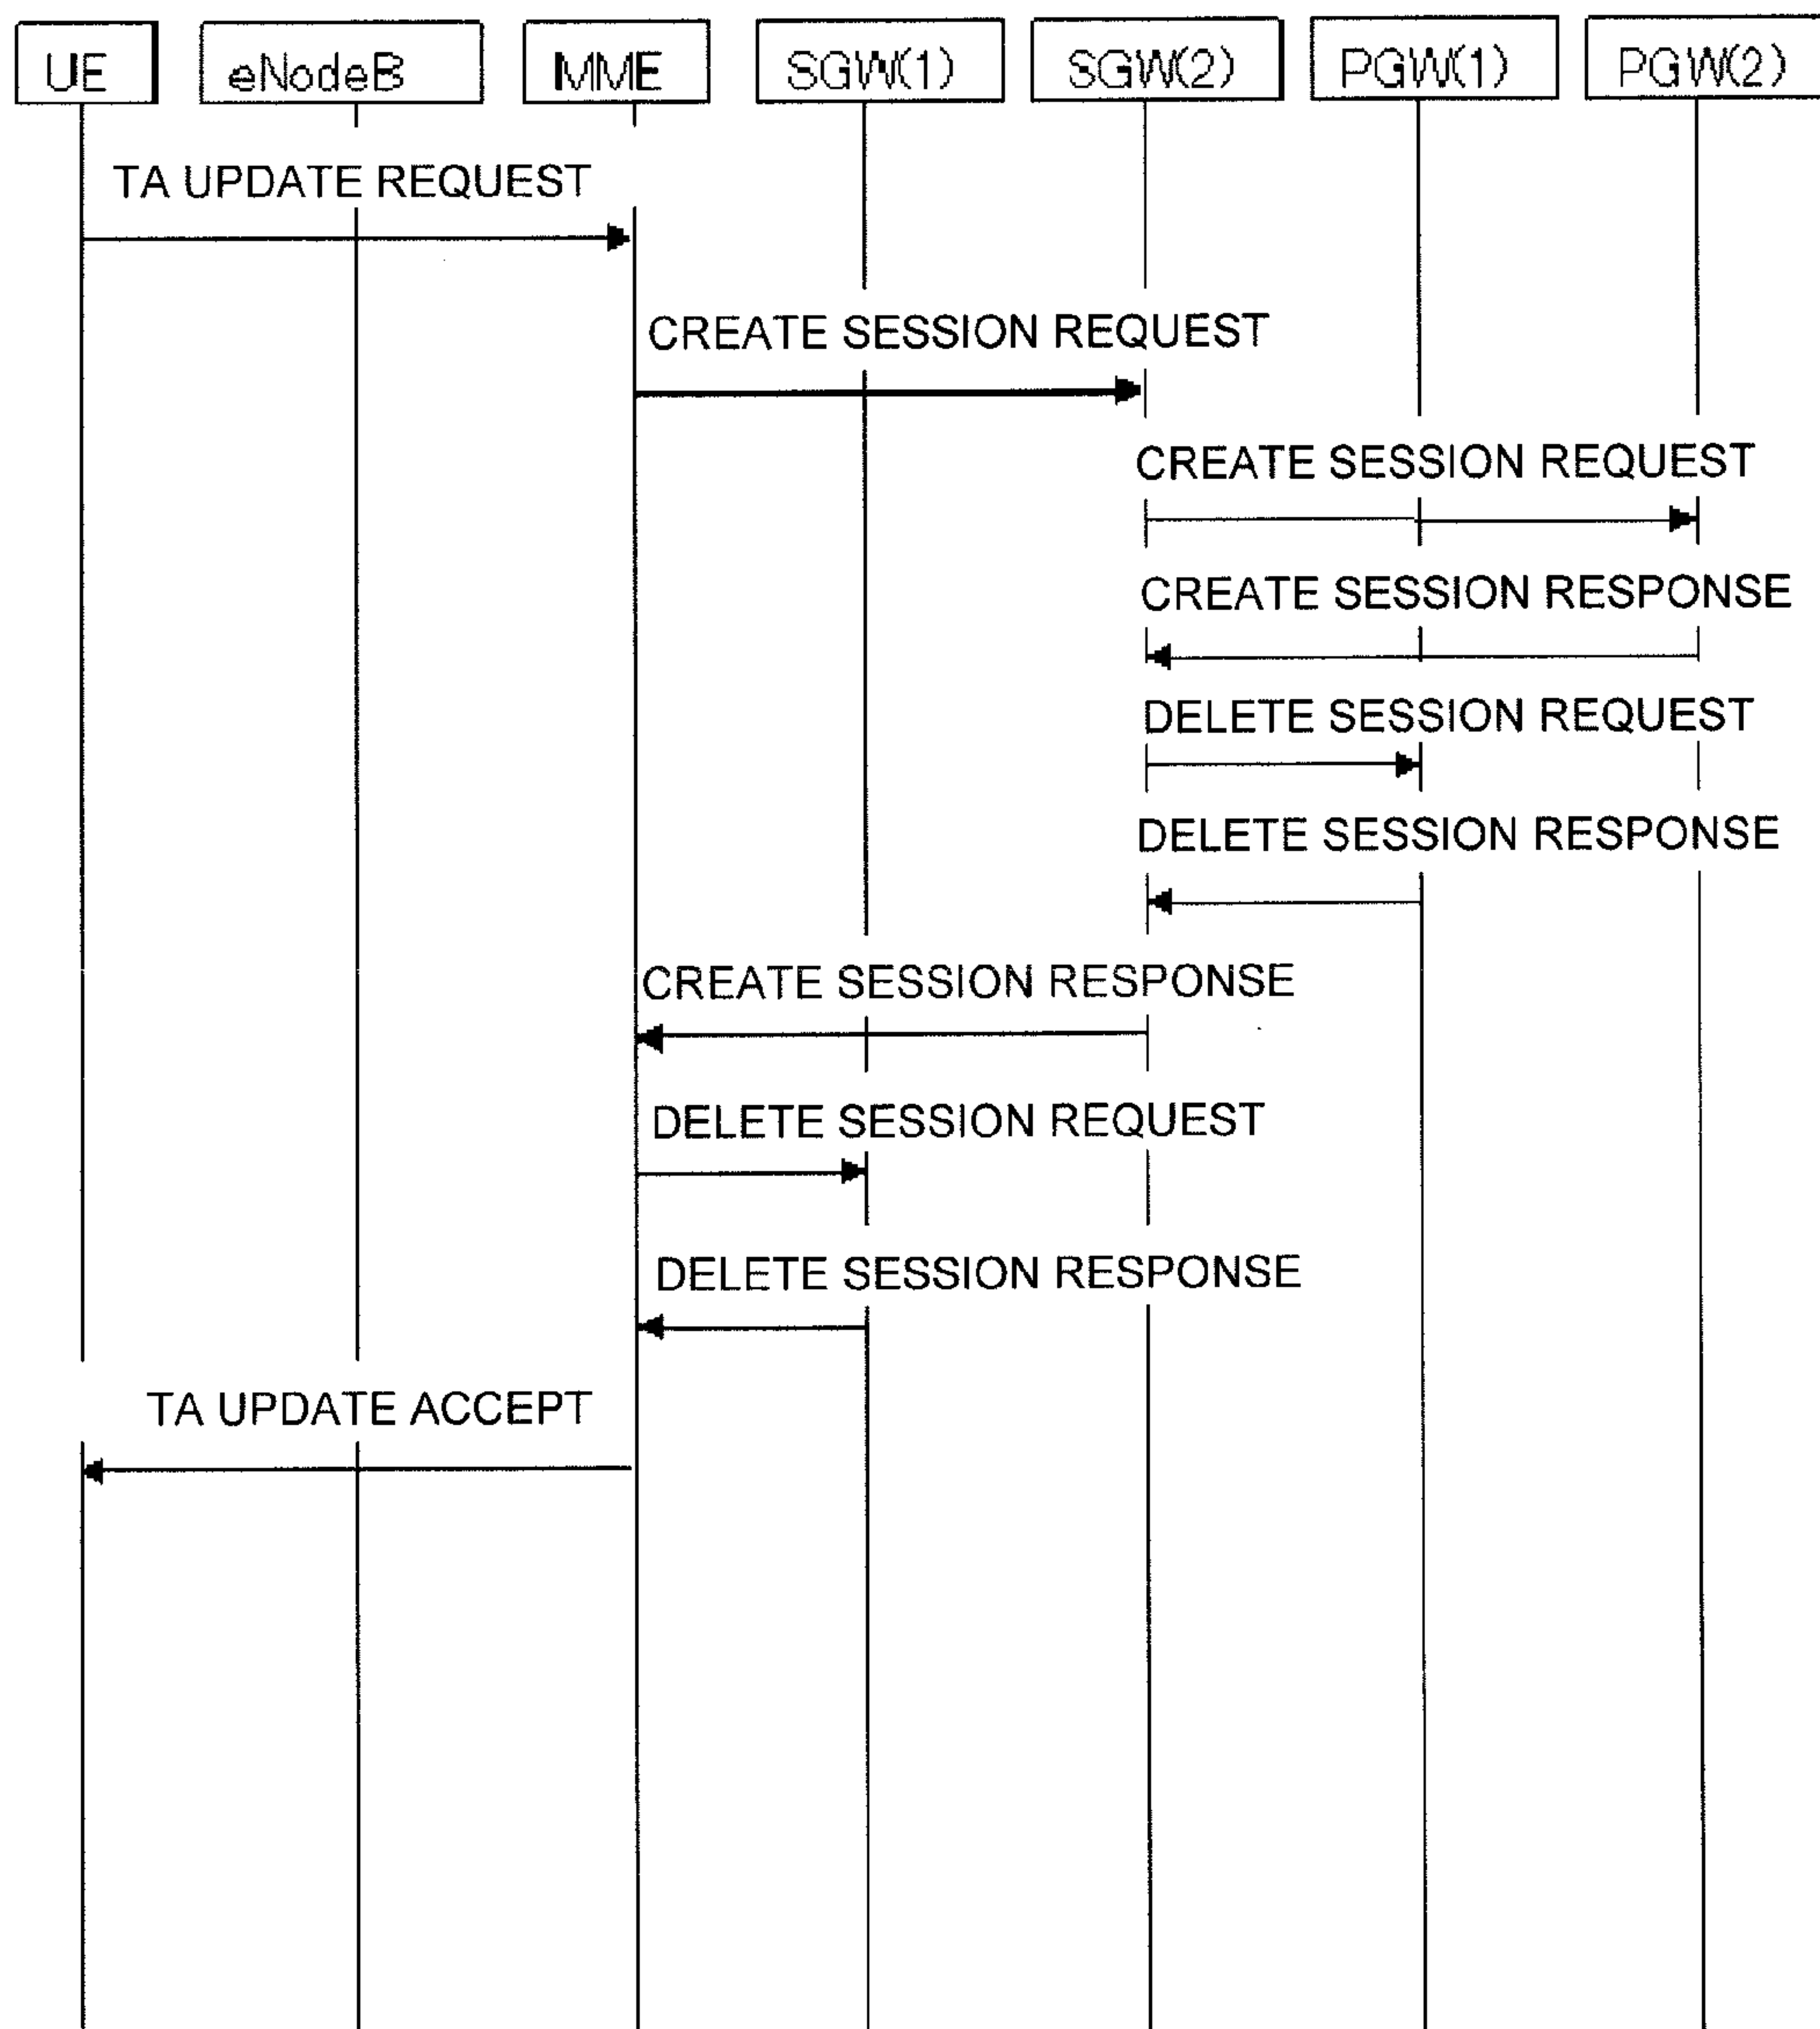 UE eNodeB MME SGW(1) SGW(2) PGW(1) PGW(2)
TA UPDATE REQUEST
CREATE SESSION REQUEST
CREATE SESSION REQUEST
CREATE SESSION RESPONSE
DELETE SESSION REQUEST
DELETE SESSION RESPONSE
CREATE SESSION RESPONSE
DELETE SESSION REQUEST
DELETE SESSION RESPONSE
TA UPDATE ACCEPT